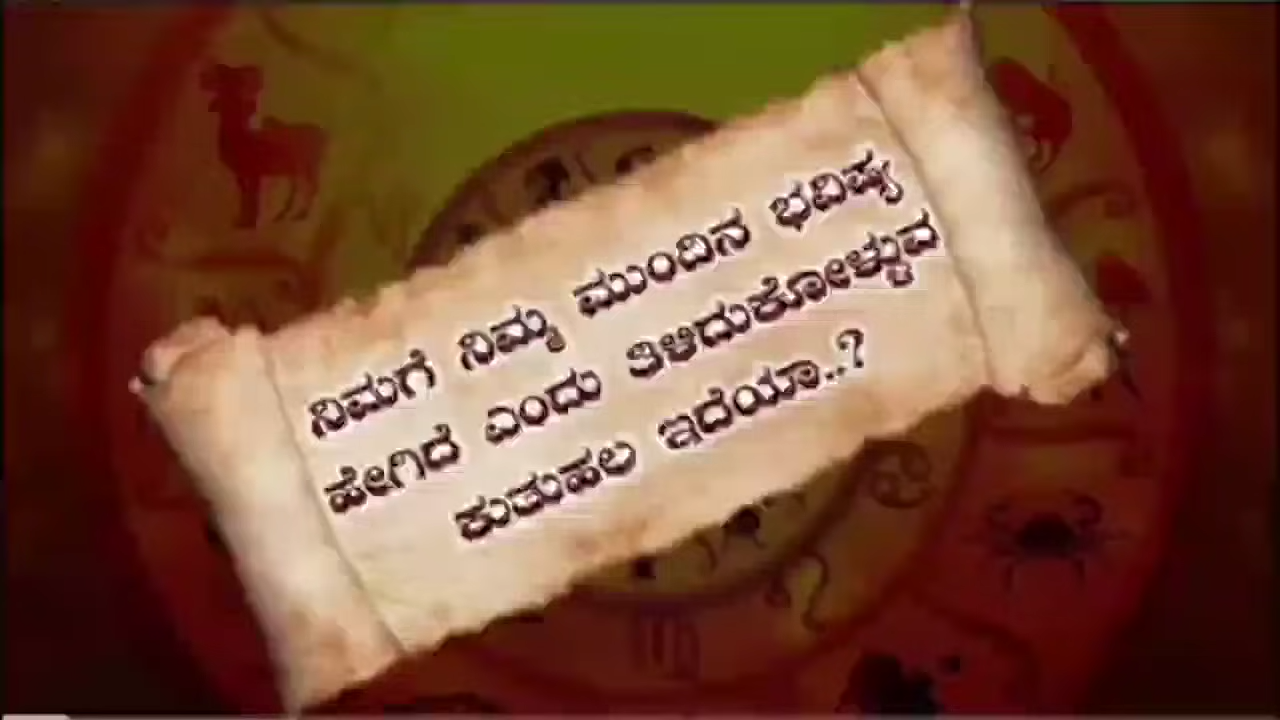 ನಿಮಗೆ ನಿಮ್ಮ ಮುಂದಿನ ಭವಿಷ್ಯ
ಹೇಗಿದೆ ಎಂದು ತಿಳಿದುಕೋಳ್ಳುವ
ಕುತುಹಲ ಇದೆಯಾ..?